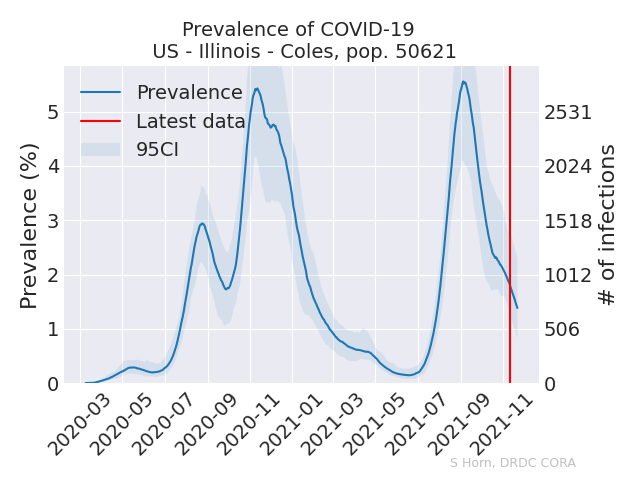 Prevalence of COVID-19
US - Illinois - Coles, pop. 50621
Prevalence
Latest data
95CI
Prevalence (%)
5
4
3
2
1
0
2531
2024
1518
1012
506
0
# of infections
2020-03
2020-05
2020-07
2020-09
2020-11
2021-01
2021-03
2021-05
2021-07
2021-09
2021-11
S Horn, DRDC CORA